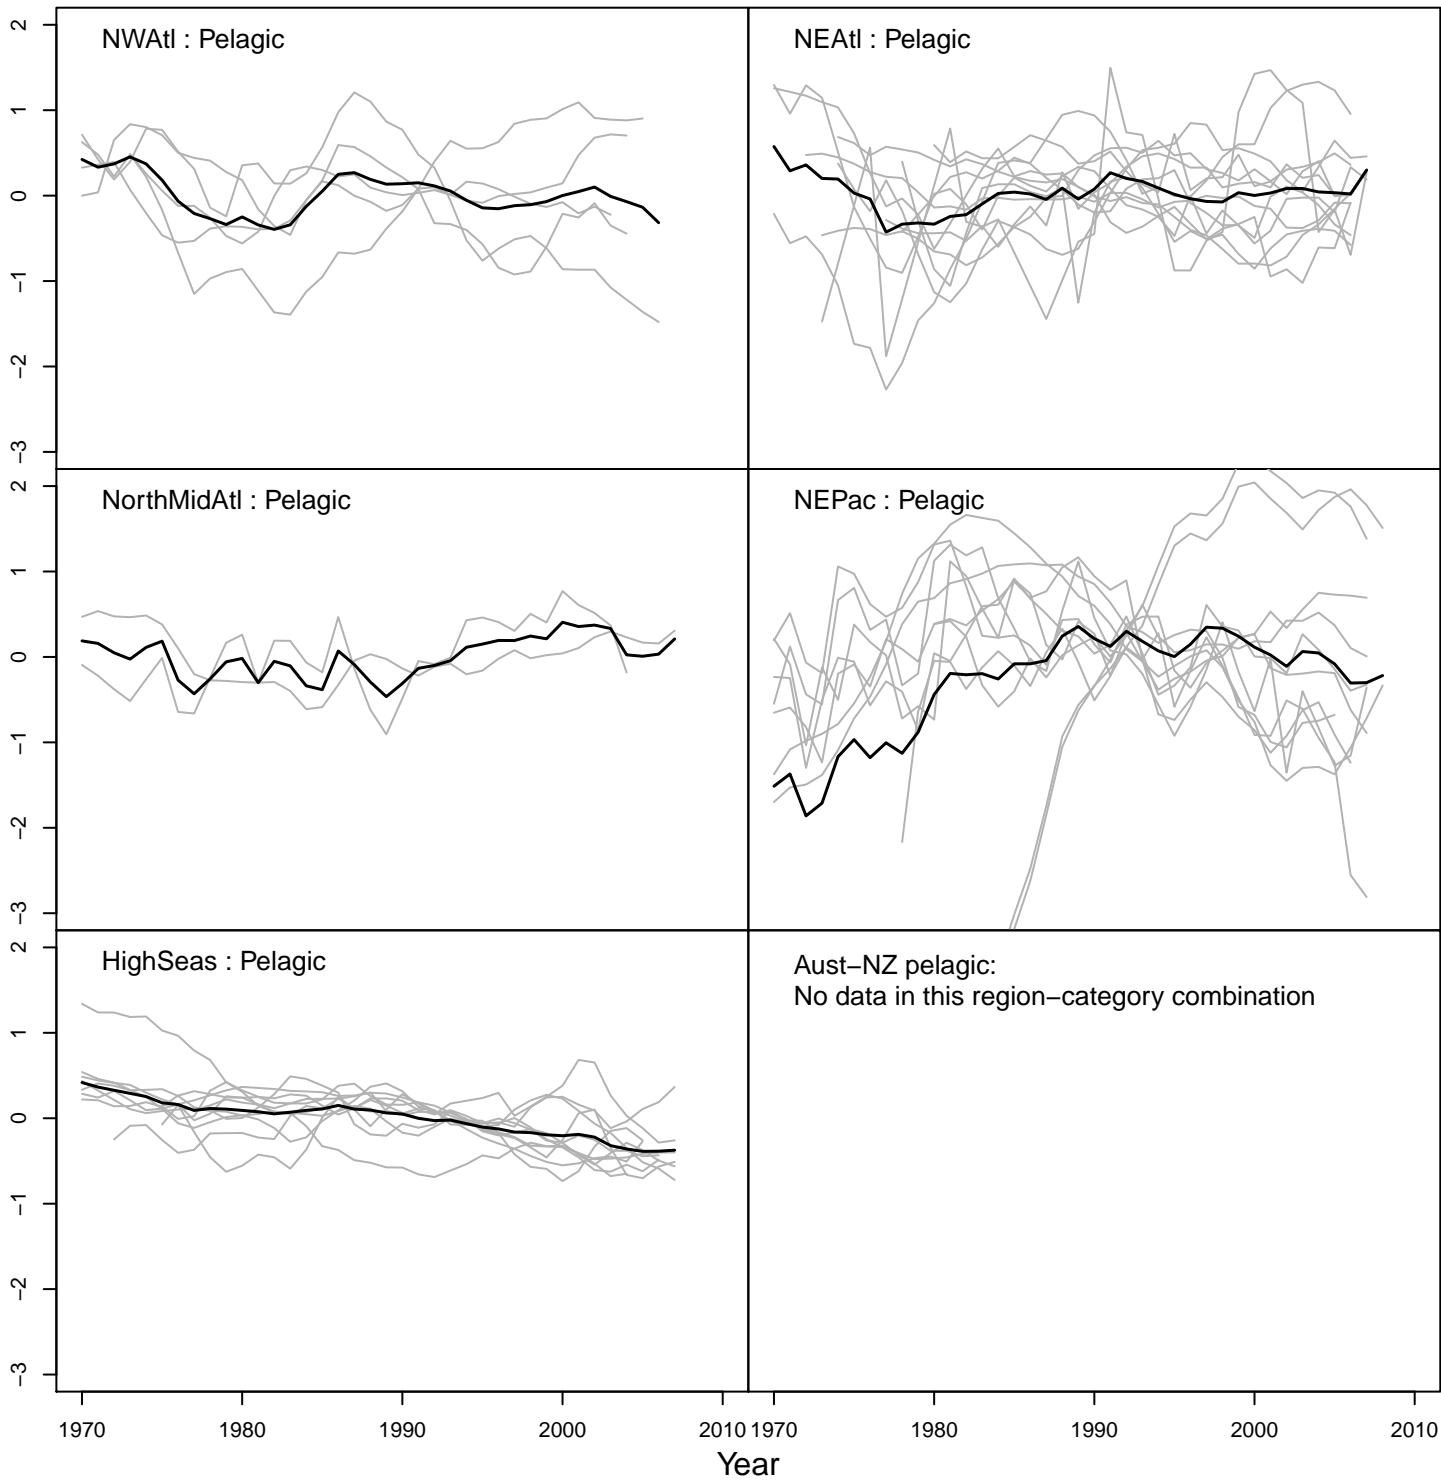 NWAtl : Pelagic
NEAtl : Pelagic
2
1
0
−1
−2
−3
NorthMidAtl : Pelagic
NEPac : Pelagic
2
1
0
−1
−2
−3
HighSeas : Pelagic
Aust−NZ pelagic:
No data in this region−category combination
2
1
0
−1
−2
−3
1970 1980 1990 2000 2010 1970 1980 1990 2000 2010
Year